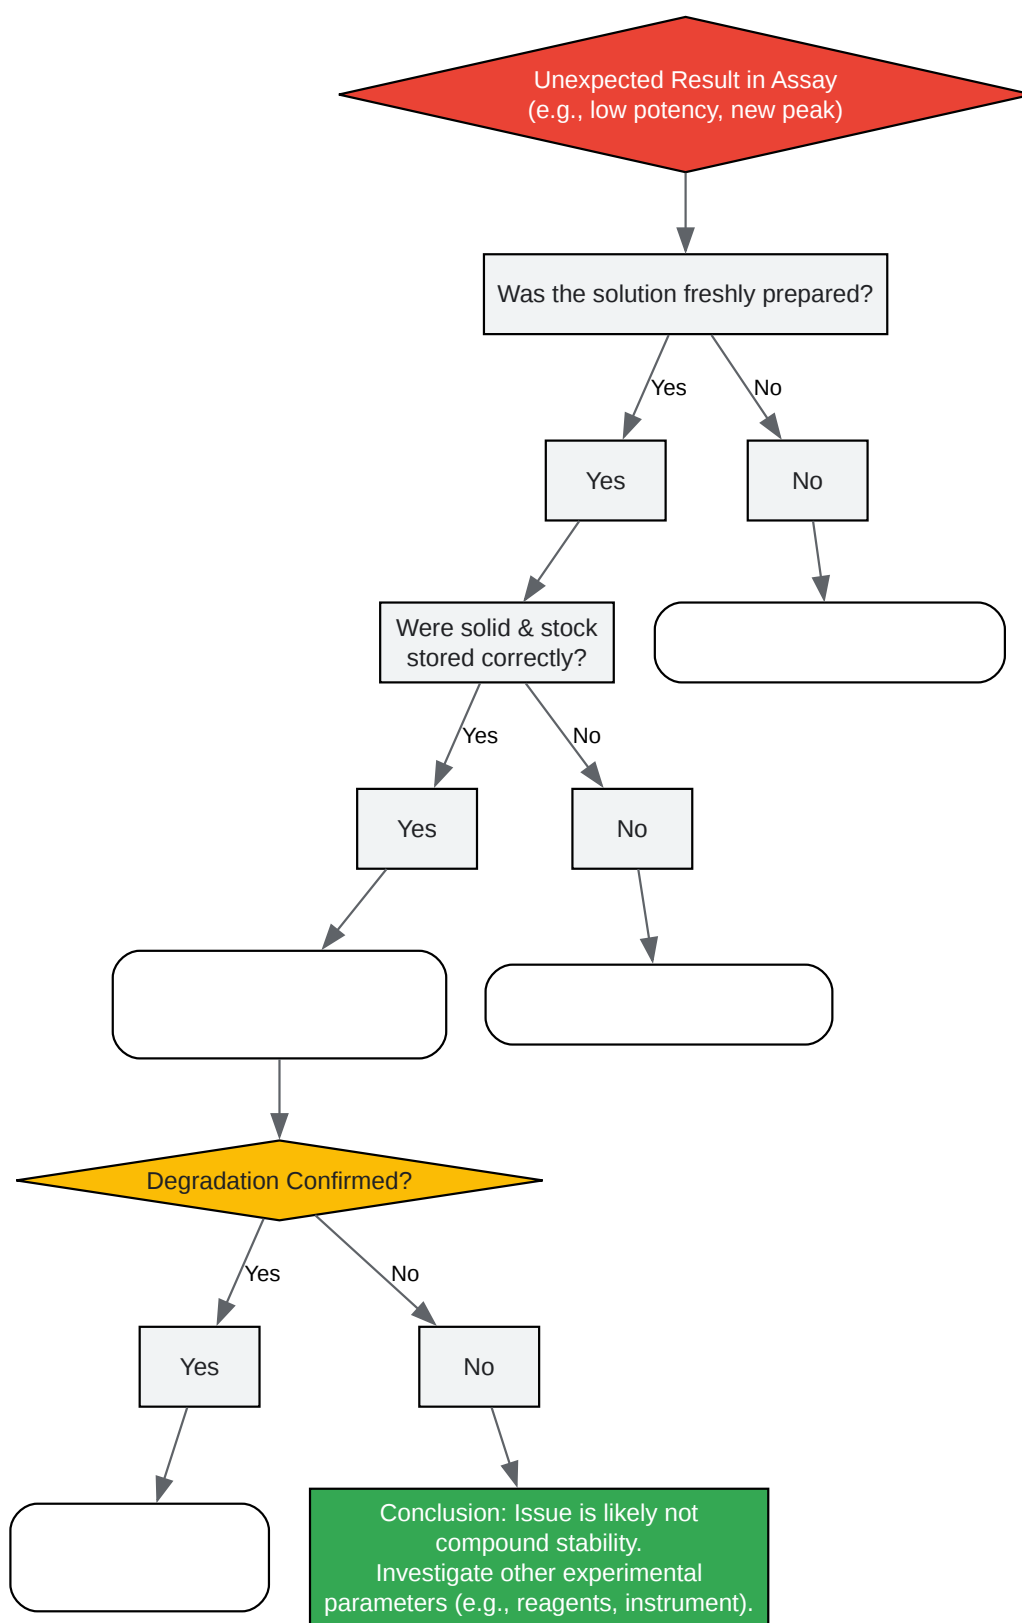 Unexpected Result in Assay
(e.g., low potency, new peak)
Was the solution freshly prepared?
Yes
No
Yes
No
Were solid & stock
stored correctly?
Yes
No
Yes
No
Degradation Confirmed?
Yes
No
Yes
No
Conclusion: Issue is likely not
compound stability.
Investigate other experimental
parameters (e.g., reagents, instrument).